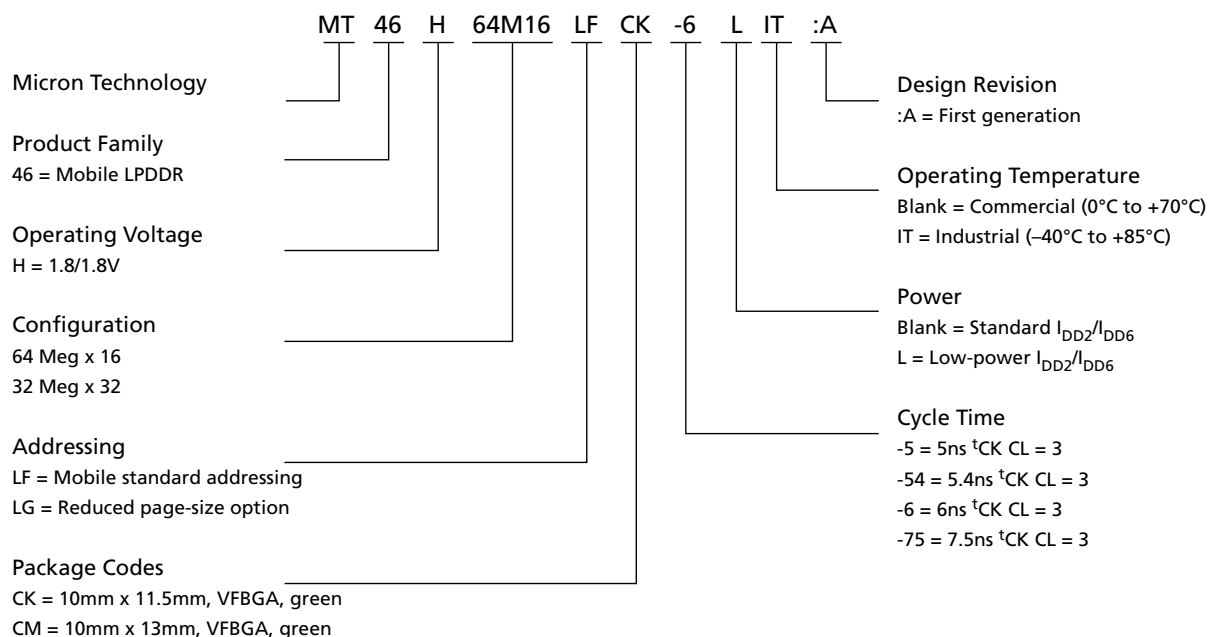 MT 46 H 64M16 LF CK -6 L IT :A
Micron Technology
Product Family
46 = Mobile LPDDR
Operating Voltage
H = 1.8/1.8V
Configuration
64 Meg x 16
32 Meg x 32
Addressing
LF = Mobile standard addressing
LG = Reduced page-size option
Package Codes
CK = 10mm x 11.5mm, VFBGA, green
CM = 10mm x 13mm, VFBGA, green
Design Revision
:A = First generation
Operating Temperature
Blank = Commercial (0°C to +70°C)
IT = Industrial (–40°C to +85°C)
Power
Blank = Standard IDD2/IDD6
L = Low-power IDD2/IDD6
Cycle Time
-5 = 5ns tCK CL = 3
-54 = 5.4ns tCK CL = 3
-6 = 6ns tCK CL = 3
-75 = 7.5ns tCK CL = 3